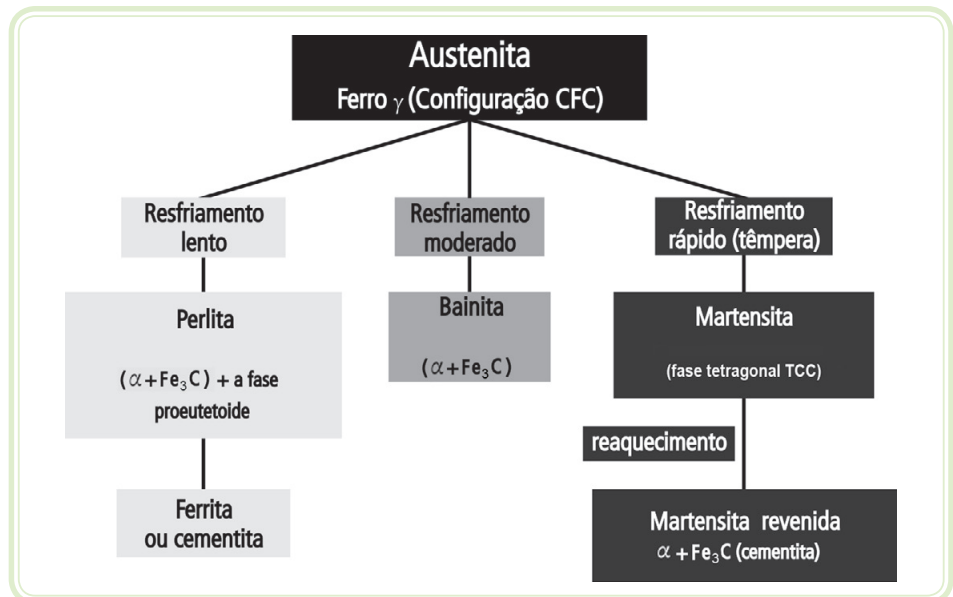 Austenita
Ferro γ (Configuração CFC)
Resfriamento
lento
Resfriamento
moderado
Resfriamento
rápido (têmpera)
Perlita
(α+Fe₃C) + a fase
proeutetoide
Bainita
(α+Fe₃C)
Martensita
(fase tetragonal TCC)
reaquecimento
Ferrita
ou cementita
Martensita revenida
α+Fe₃C (cementita)